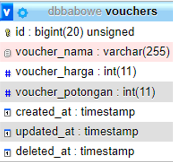 v dbbabowe vouchers
id : bigint(20) unsigned
voucher_nama : varchar(255)
# voucher_harga : int(11)
# voucher_potongan : int(11)
created_at : timestamp
updated_at : timestamp
deleted_at : timestamp